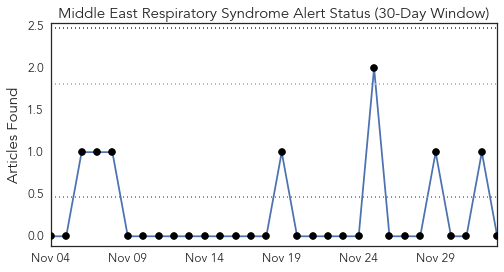 Middle East Respiratory Syndrome Alert Status (30-Day Window)
2.5
2.0
1.5
1.0
0.5
0.0
Articles Found
Nov 04 Nov 09 Nov 14 Nov 19 Nov 24 Nov 29